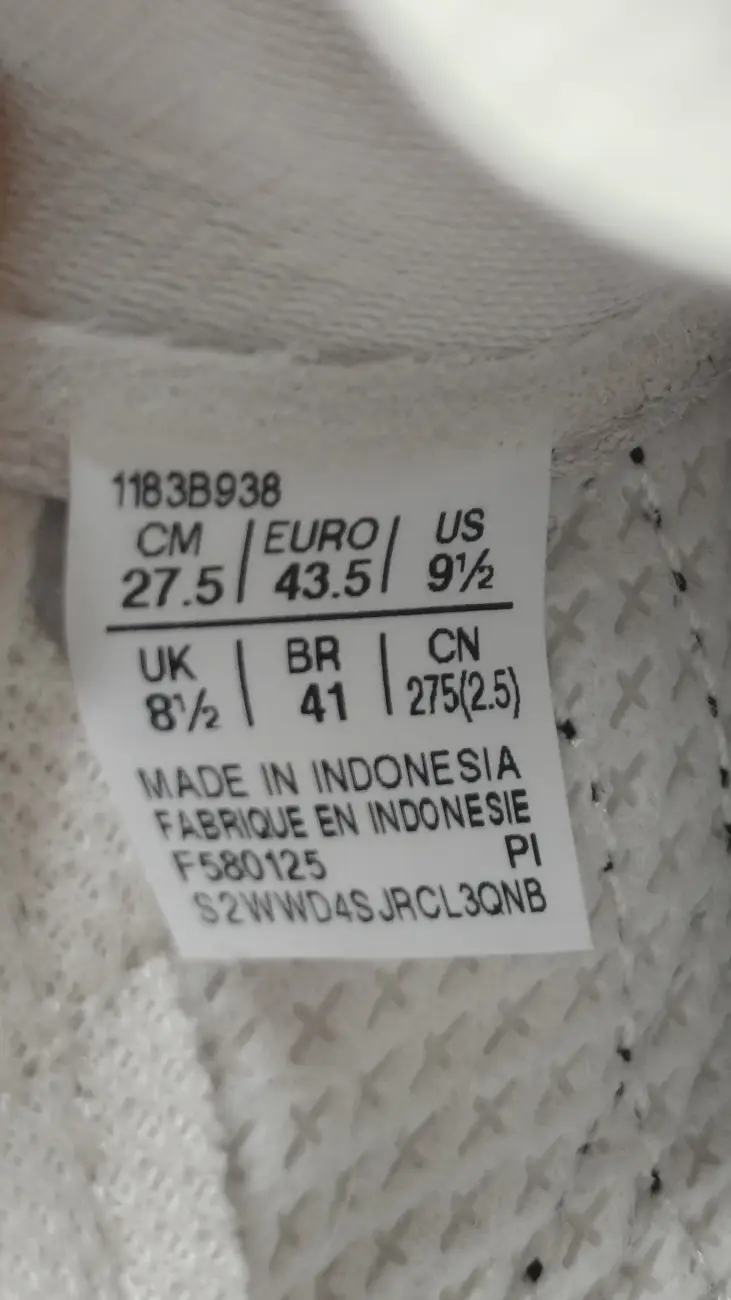 1183B938
CM / EURO / US
27.5 / 43.5 / 9½
UK | BR | CN
8½ | 41 | 275(2.5)
MADE IN INDONESIA
FABRIQUE EN INDONESIE
F580125 PI
S2WWD4SJRCL3QNB